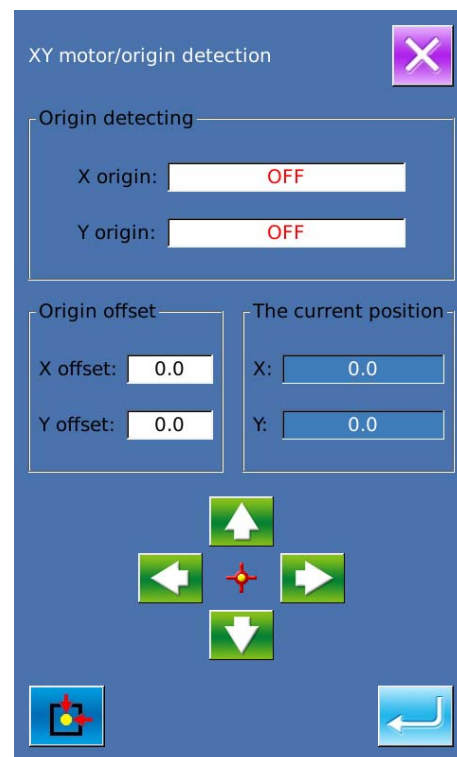 XY motor/origin detection
Origin detecting
X origin: OFF
Y origin: OFF
Origin offset
X offset: 0.0
Y offset: 0.0
The current position
X: 0.0
Y: 0.0